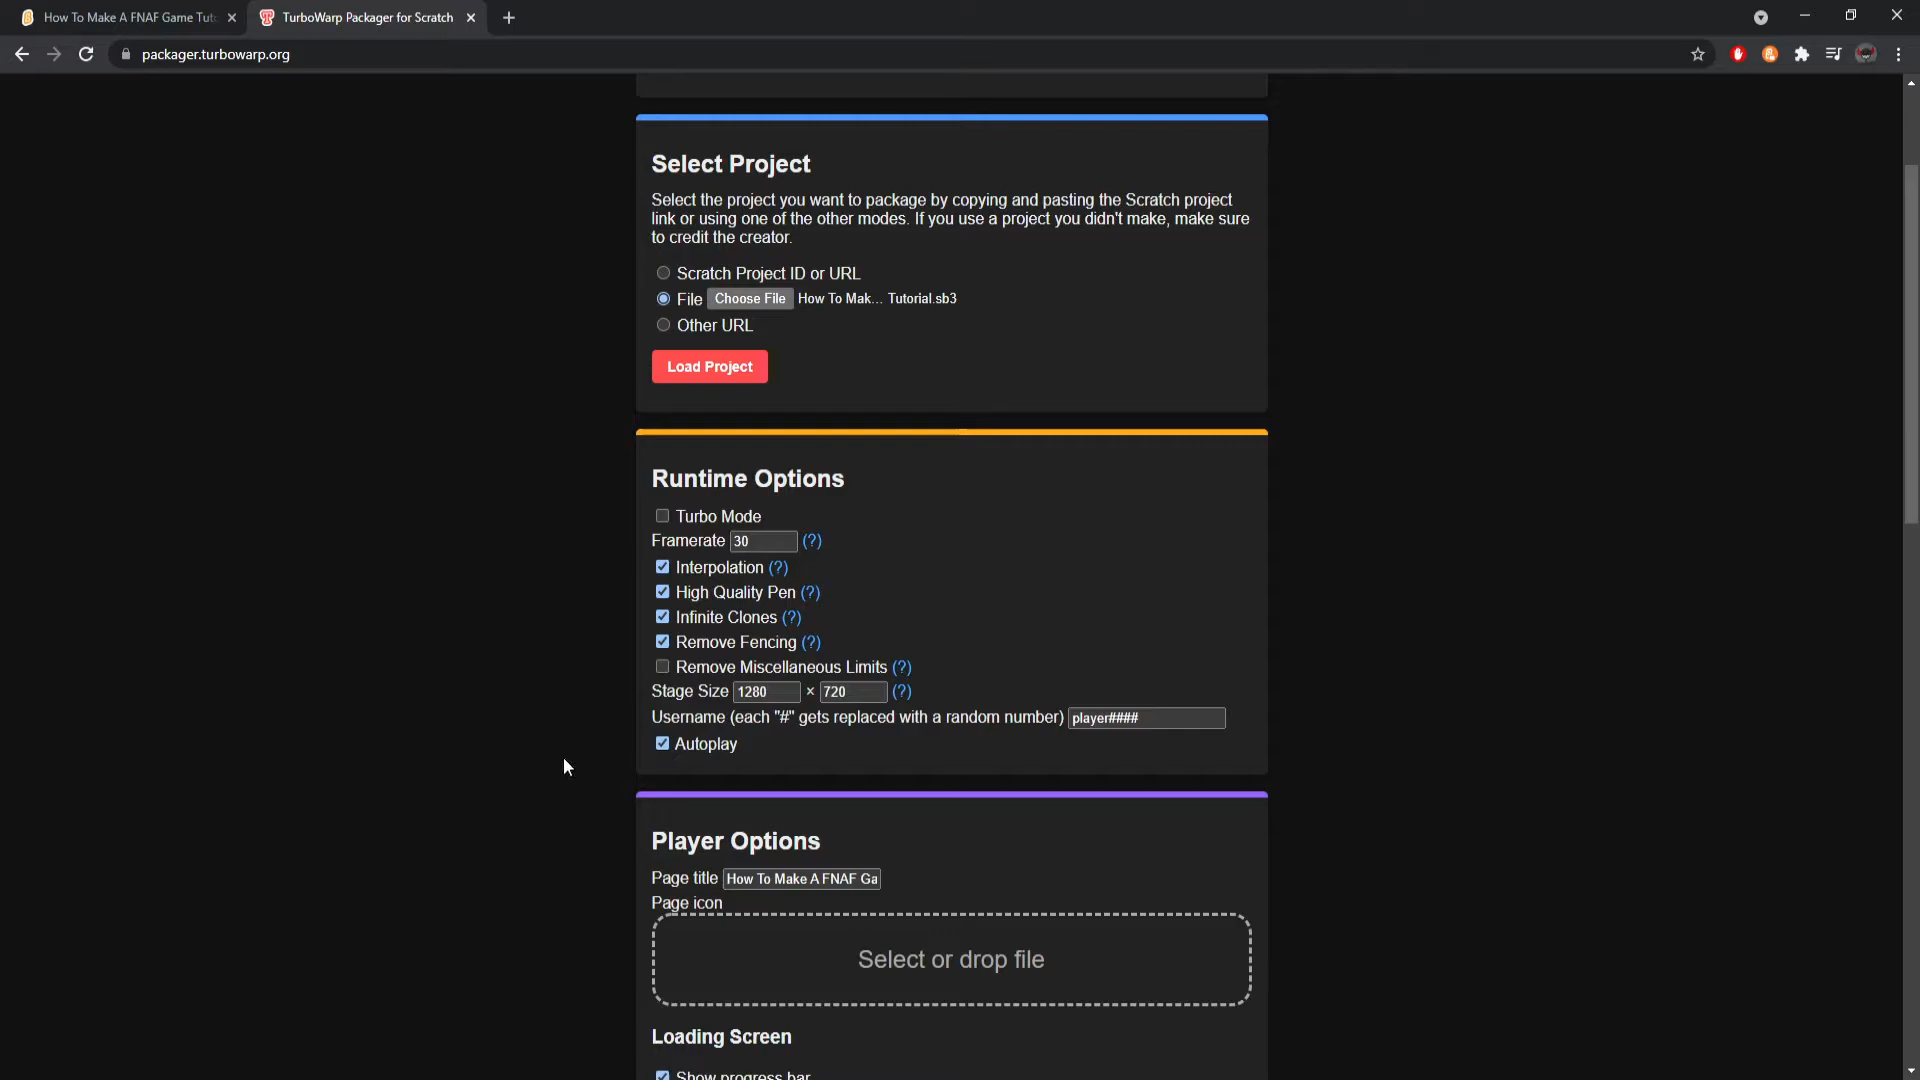 How To Make A FNAF Game Tut
TurboWarp Packager for Scratch
packager.turbowarp.org
Select Project
Select the project you want to package by copying and pasting the Scratch project
link or using one of the other modes. If you use a project you didn't make, make sure
to credit the creator.
Scratch Project ID or URL
File Choose File How To Mak... Tutorial.sb3
Other URL
Load Project
Runtime Options
Turbo Mode
Framerate 30 (?)
Interpolation (?)
High Quality Pen (?)
Infinite Clones (?)
Remove Fencing (?)
Remove Miscellaneous Limits (?)
Stage Size 1280 × 720 (?)
Username (each "#" gets replaced with a random number) player####
Autoplay
Player Options
Page title How To Make A FNAF Ga
Page icon
Select or drop file
Loading Screen
Show progress bar